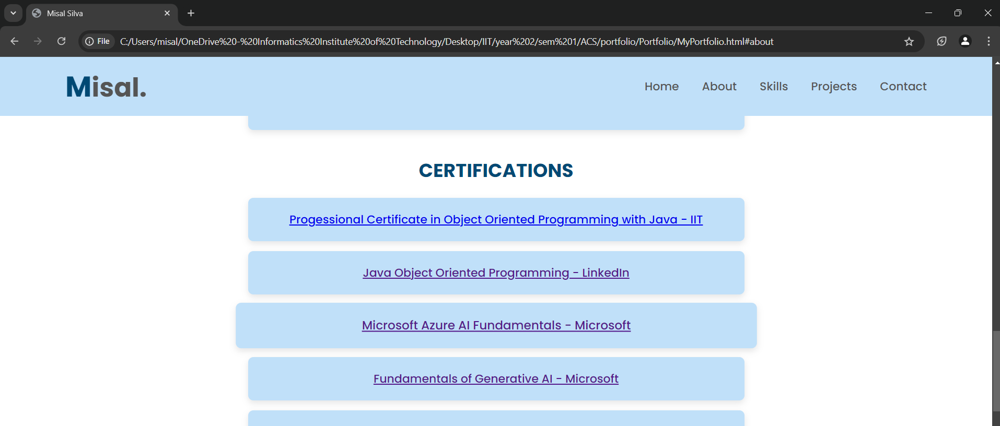 Misal Silva
File
C:/Users/misal/OneDrive%20-%20Informatics%20Institute%20of%20Technology/Desktop/IIT/year%202/sem%201/ACS/portfolio/Portfolio/MyPortfolio.html#about
Misal.
Home About Skills Projects Contact
CERTIFICATIONS
Progessional Certificate in Object Oriented Programming with Java - IIT
Java Object Oriented Programming - LinkedIn
Microsoft Azure AI Fundamentals - Microsoft
Fundamentals of Generative AI - Microsoft